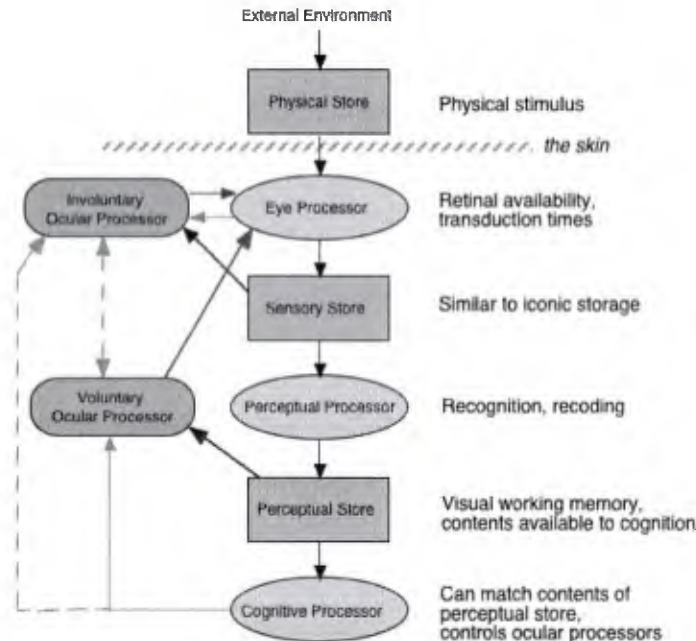 External Environment
Physical Store
Physical stimulus
the skin
Involuntary
Ocular Processor
Eye Processor
Retinal availability,
transduction times
Sensory Store
Similar to iconic storage
Voluntary
Ocular Processor
Perceptual Processor
Recognition, recoding
Perceptual Store
Visual working memory,
contents available to cognition
Cognitive Processor
Can match contents of
perceptual store,
controls ocular processors